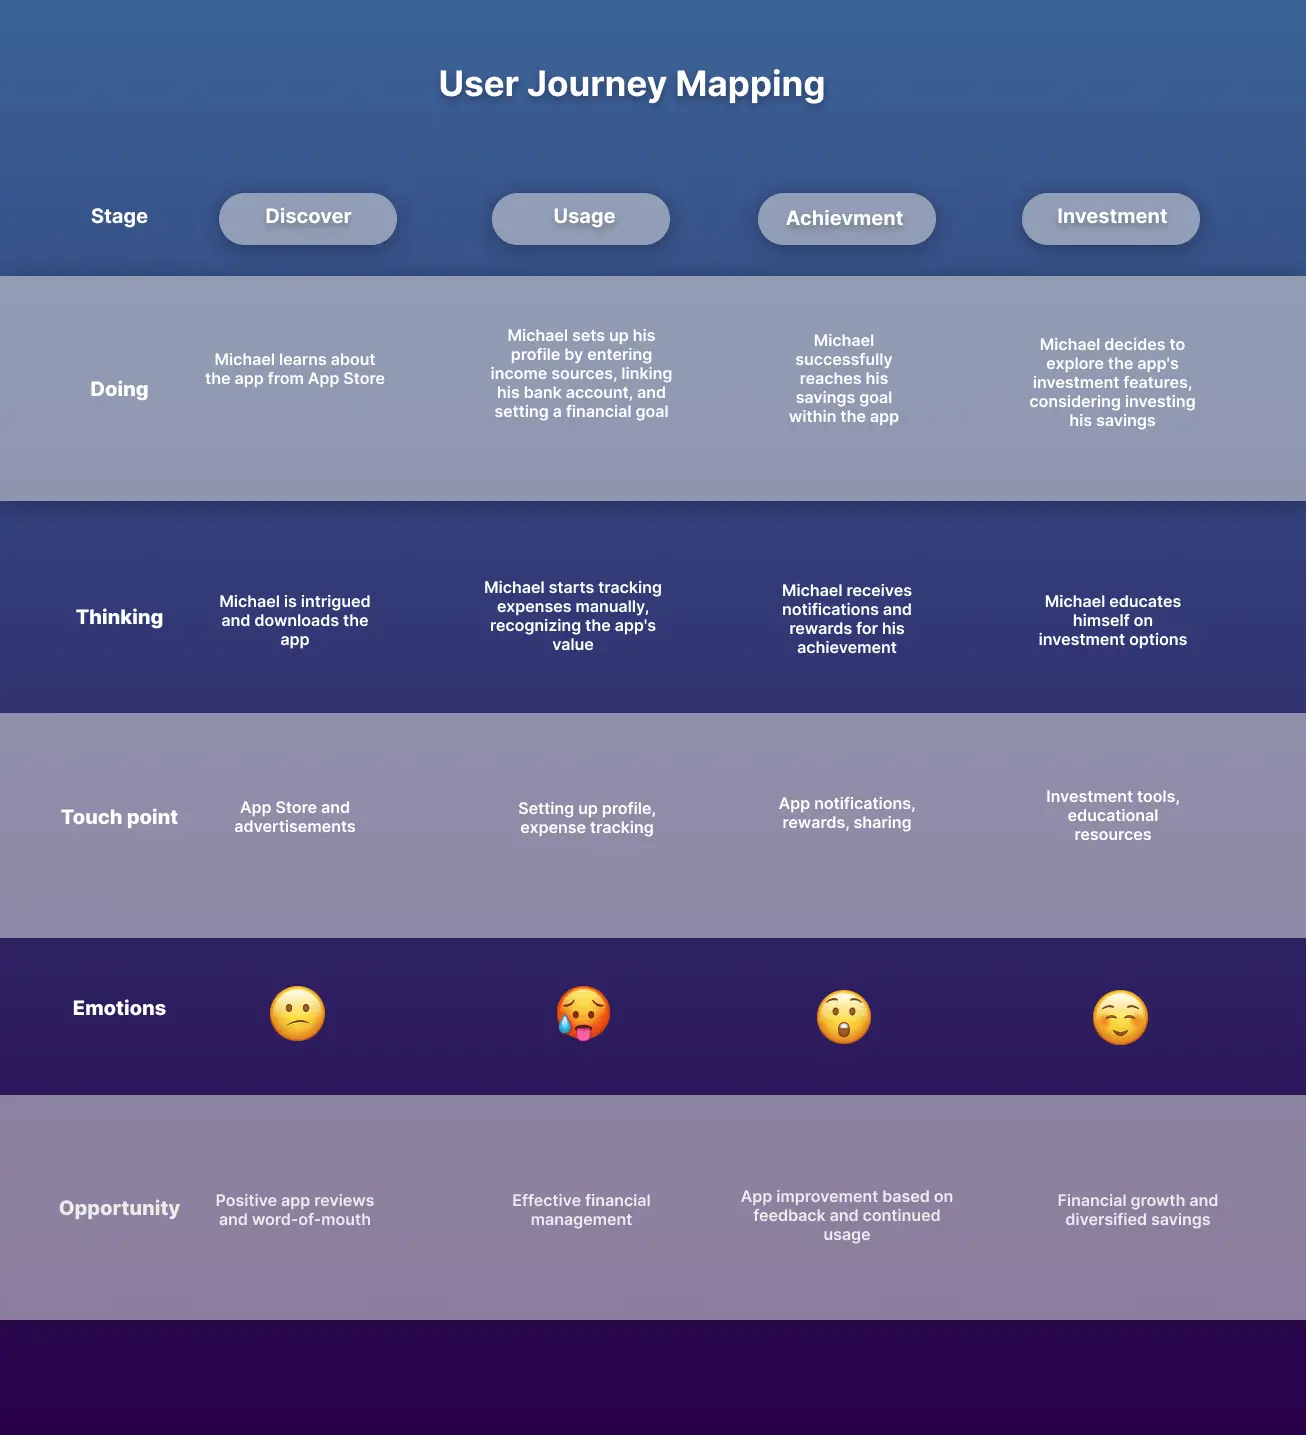 User Journey Mapping
Stage
Discover
Usage
Achievment
Investment
Doing
Michael learns about
the app from App Store
Michael sets up his
profile by entering
income sources, linking
his bank account, and
setting a financial goal
Michael
successfully
reaches his
savings goal
within the app
Michael decides to
explore the app's
investment features,
considering investing
his savings
Thinking
Michael is intrigued
and downloads the
app
Michael starts tracking
expenses manually,
recognizing the app's
value
Michael receives
notifications and
rewards for his
achievement
Michael educates
himself on
investment options
Touch point
App Store and
advertisements
Setting up profile,
expense tracking
App notifications,
rewards, sharing
Investment tools,
educational
resources
Emotions
Opportunity
Positive app reviews
and word-of-mouth
Effective financial
management
App improvement based on
feedback and continued
usage
Financial growth and
diversified savings